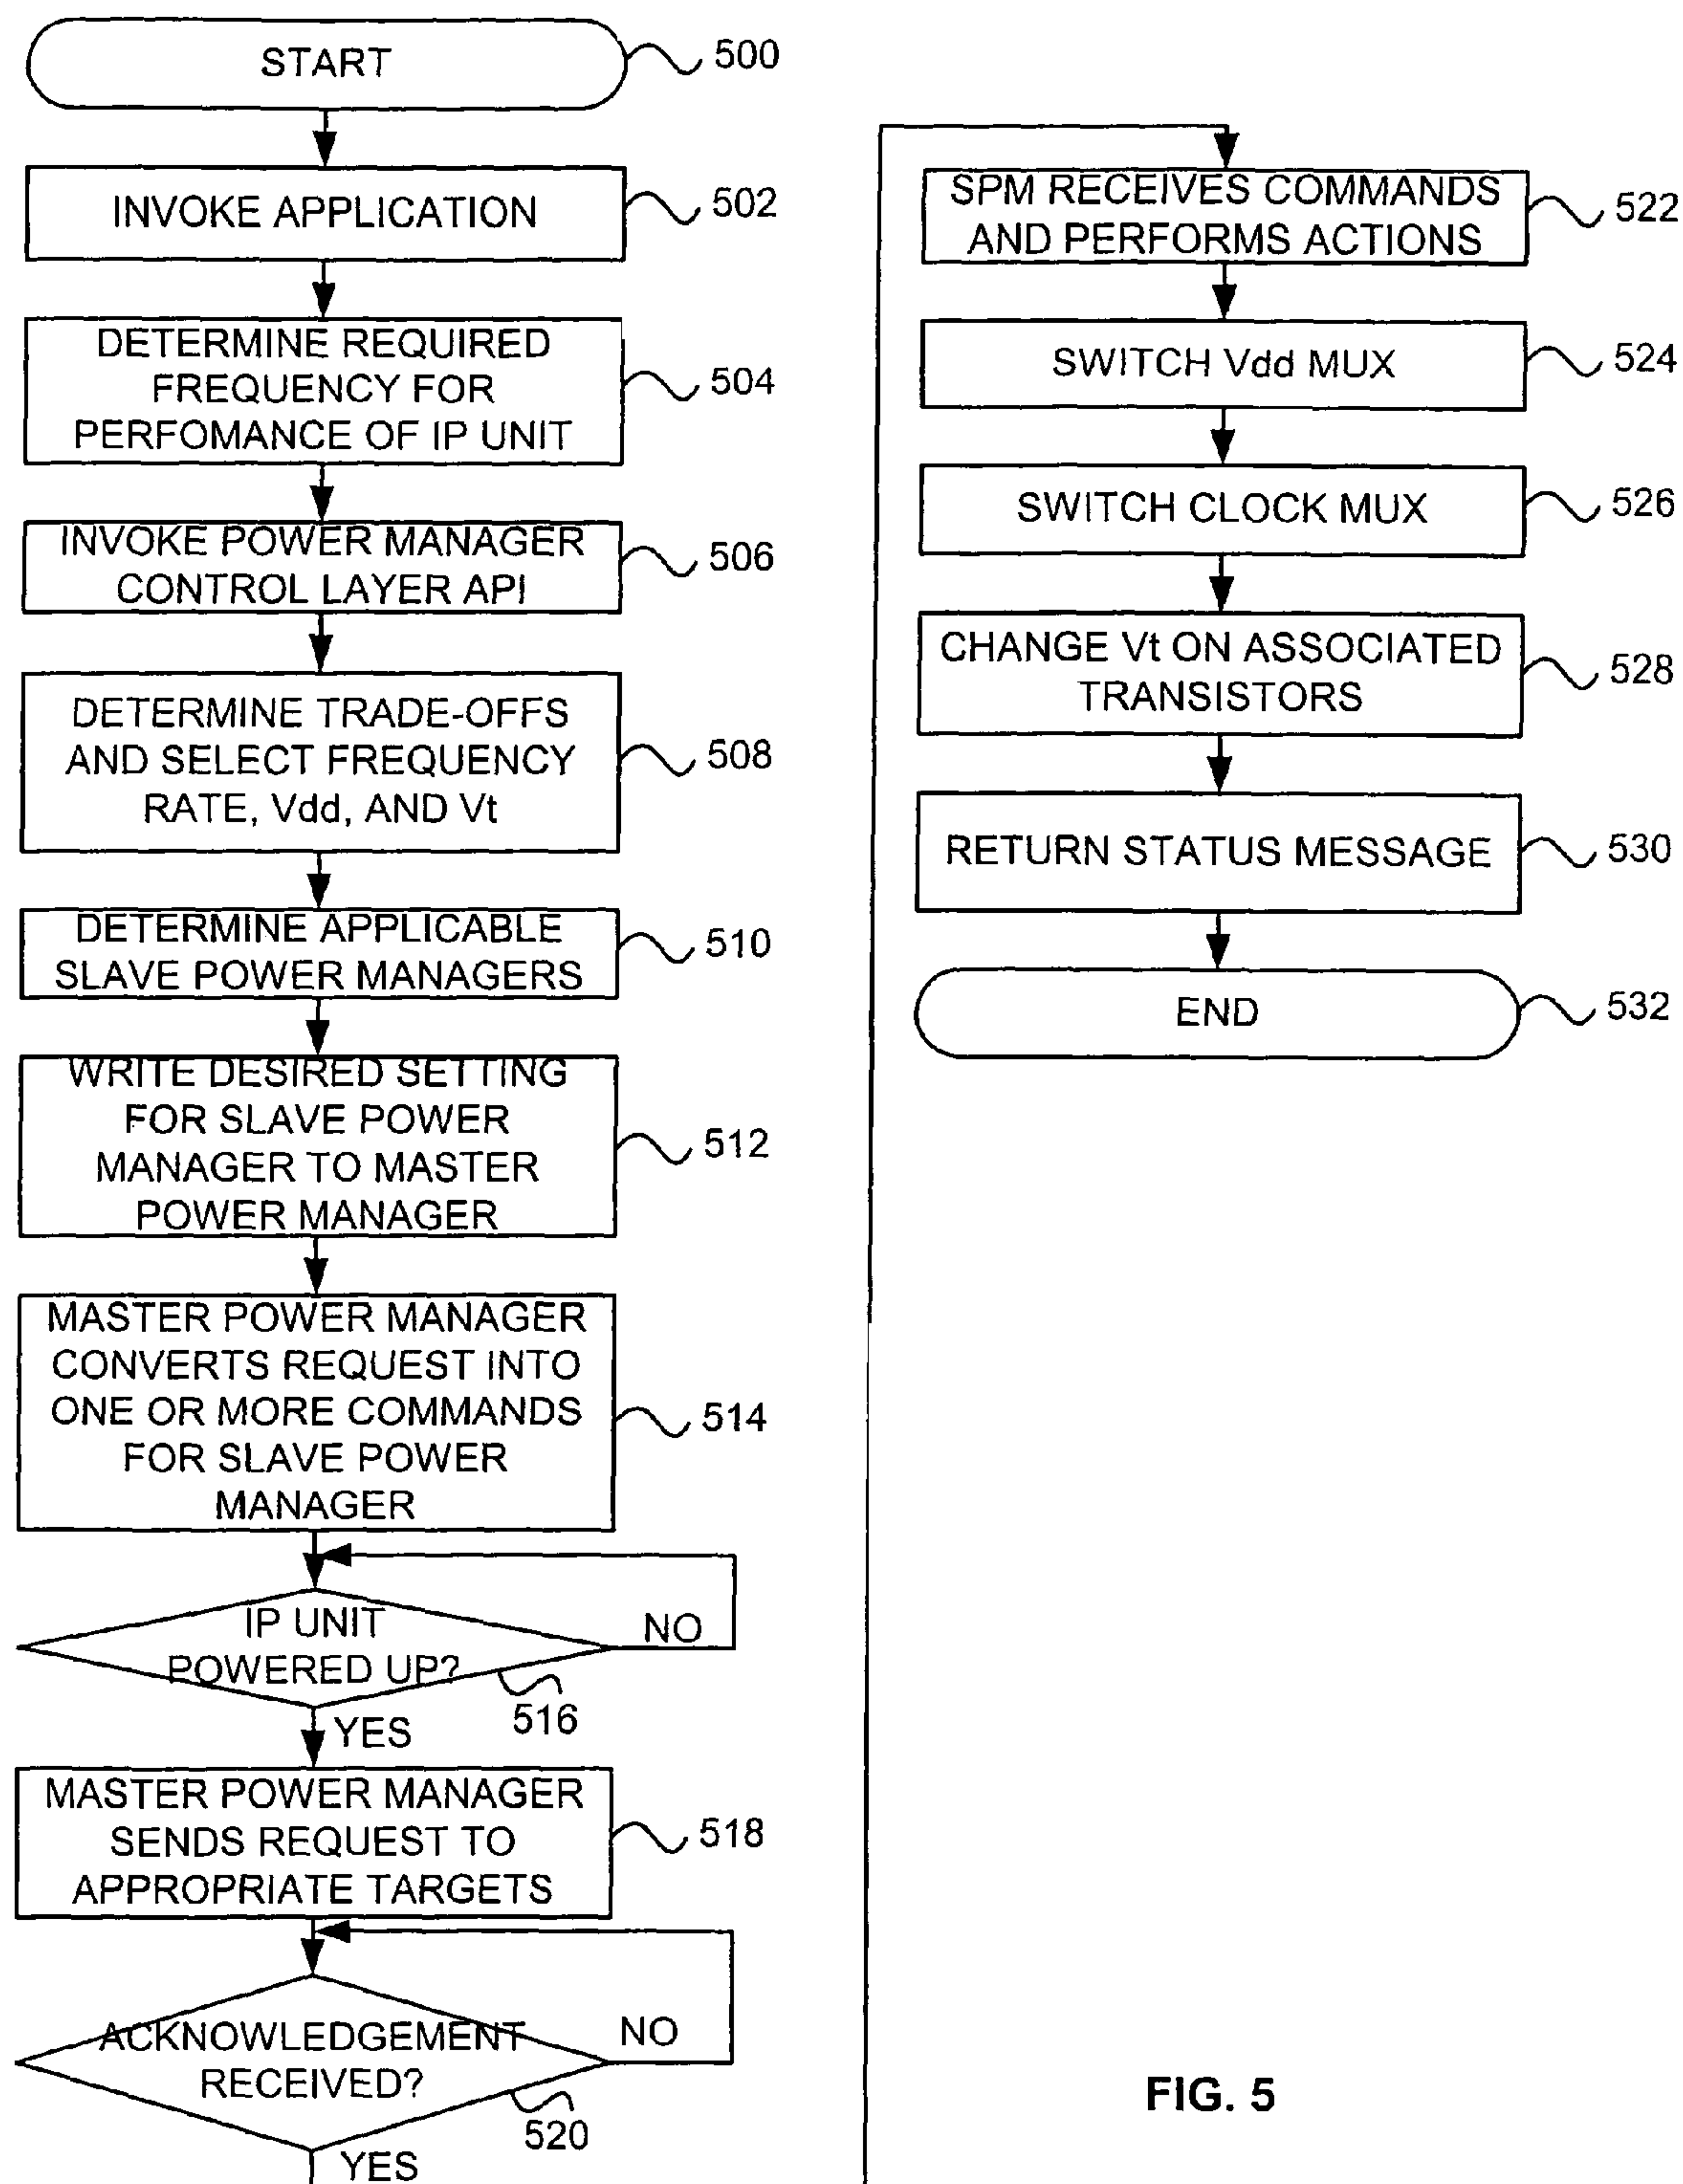 START
500
INVOKE APPLICATION
502
DETERMINE REQUIRED
FREQUENCY FOR
PERFOMANCE OF IP UNIT
504
INVOKE POWER MANAGER
CONTROL LAYER API
506
DETERMINE TRADE-OFFS
AND SELECT FREQUENCY
RATE, Vdd, AND Vt
508
DETERMINE APPLICABLE
SLAVE POWER MANAGERS
510
WRITE DESIRED SETTING
FOR SLAVE POWER
MANAGER TO MASTER
POWER MANAGER
512
MASTER POWER MANAGER
CONVERTS REQUEST INTO
ONE OR MORE COMMANDS
FOR SLAVE POWER
MANAGER
514
IP UNIT
POWERED UP?
NO
516
YES
MASTER POWER MANAGER
SENDS REQUEST TO
APPROPRIATE TARGETS
518
ACKNOWLEDGEMENT
RECEIVED?
NO
520
YES
SPM RECEIVES COMMANDS
AND PERFORMS ACTIONS
522
SWITCH Vdd MUX
524
SWITCH CLOCK MUX
526
CHANGE Vt ON ASSOCIATED
TRANSISTORS
528
RETURN STATUS MESSAGE
530
END
532
FIG. 5